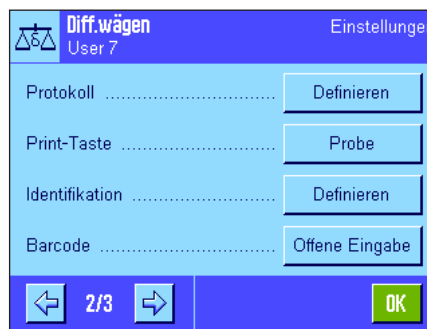 Diff.wägen Einstellunge
User 7
Protokoll ............................ Definieren
Print-Taste .......................... Probe
Identifikation ........................ Definieren
Barcode ............................. Offene Eingabe
2/3 OK